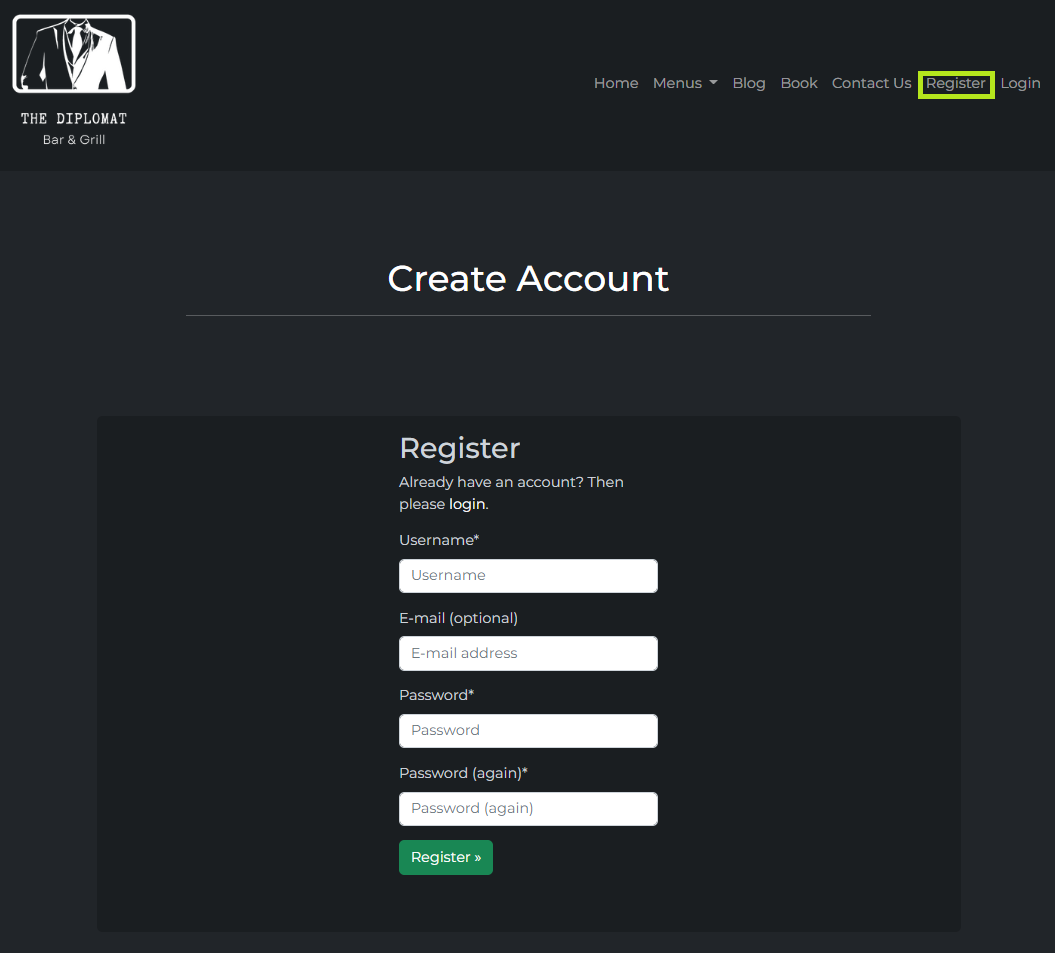 THE DIPLOMAT
Bar & Grill
Home Menus Blog Book Contact Us Register Login
Create Account
Register
Already have an account? Then
please login.
Username*
Username
E-mail (optional)
E-mail address
Password*
Password
Password (again)*
Password (again)
Register »